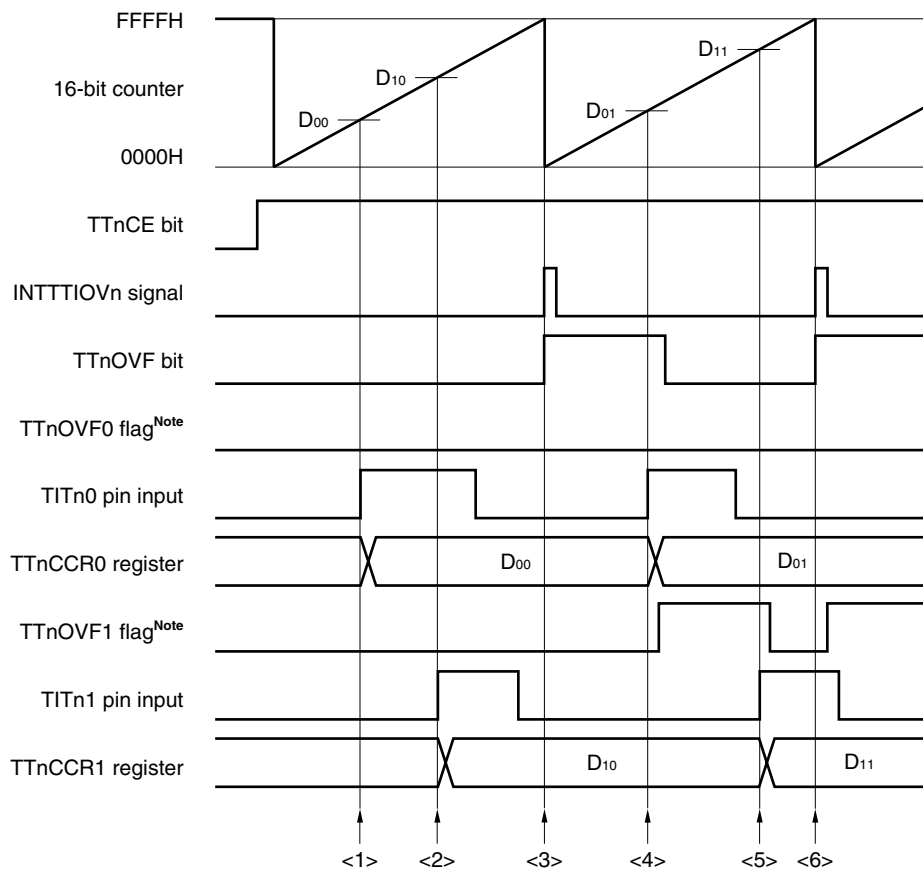 FFFFH
D11
D10
16-bit counter
D01
D00
0000H
TTnCE bit
INTTTIOVn signal
TTnOVF bit
TTnOVF0 flagNote
TITn0 pin input
TTnCCR0 register D00 D01
TTnOVF1 flagNote
TITn1 pin input
TTnCCR1 register D10 D11
<1> <2> <3> <4> <5> <6>